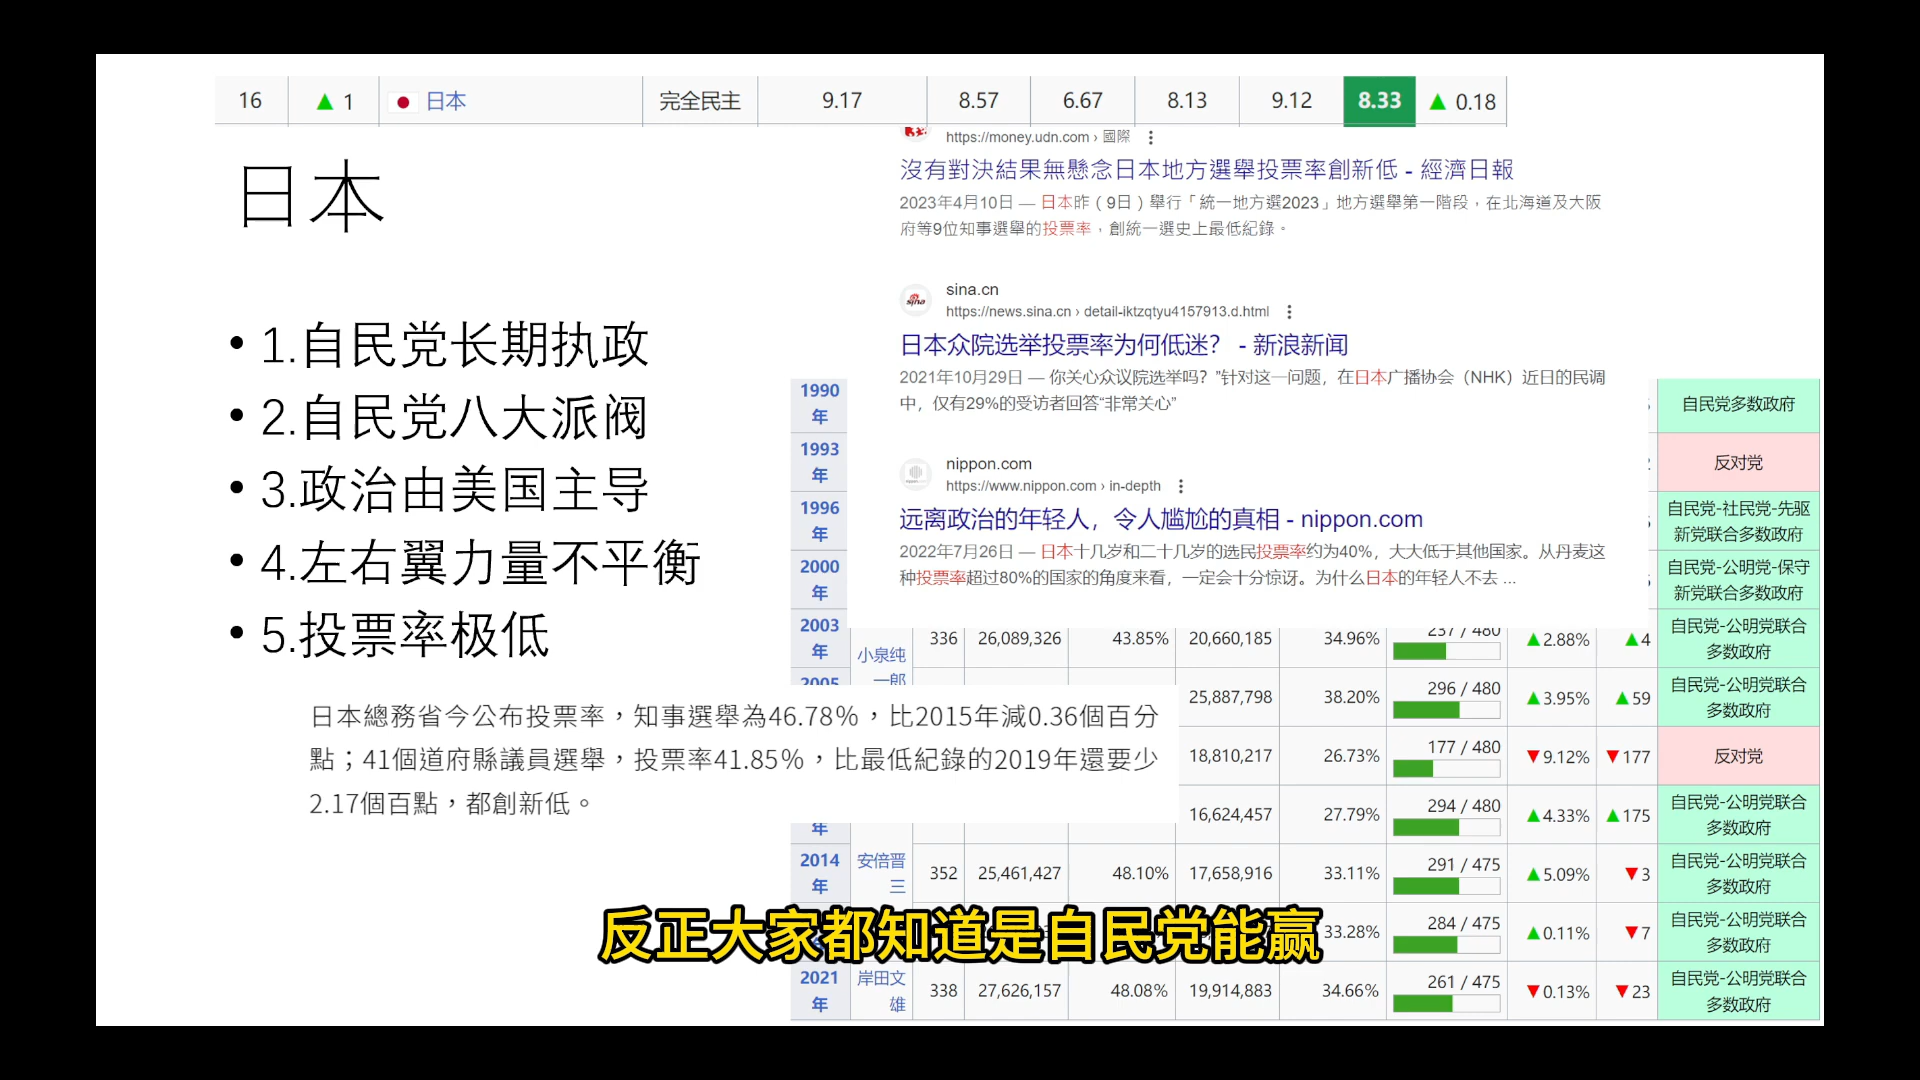 16 ▲ 1 日本 完全民主 9.17 8.57 6.67 8.13 9.12 8.33 ▲ 0.18
日本
• 1.自民党长期执政
• 2.自民党八大派阀
• 3.政治由美国主导
• 4.左右翼力量不平衡
• 5.投票率极低
https://money.udn.com › 國際
沒有對決結果無懸念日本地方選舉投票率創新低 - 經濟日報
2023年4月10日 — 日本昨（9日）舉行「統一地方選2023」地方選舉第一階段，在北海道及大阪
府等9位知事選舉的投票率，創統一選史上最低紀錄。
sina.cn
https://news.sina.cn › detail-iktzqtyu4157913.d.html
日本众院选举投票率为何低迷？ - 新浪新闻
2021年10月29日 — 你关心众议院选举吗？”针对这一问题，在日本广播协会（NHK）近日的民调
中，仅有29%的受访者回答“非常关心”
nippon.com
https://www.nippon.com › in-depth
远离政治的年轻人，令人尴尬的真相 - nippon.com
2022年7月26日 — 日本十几岁和二十几岁的选民投票率约为40%，大大低于其他国家。从丹麦这
种投票率超过80%的国家的角度来看，一定会十分惊讶。为什么日本的年轻人不去 ...
日本總務省今公布投票率，知事選舉為46.78%，比2015年減0.36個百分
點；41個道府縣議員選舉，投票率41.85%，比最低紀錄的2019年還要少
2.17個百點，都創新低。
1990
年
自民党多数政府
1993
年
反对党
1996
年
自民党-社民党-先驱
新党联合多数政府
2000
年
自民党-公明党-保守
新党联合多数政府
2003
年
小泉纯
一郎
336 26,089,326 43.85% 20,660,185 34.96% 237 / 480 ▲2.88% ▲4
自民党-公明党联合
多数政府
2005
25,887,798 38.20% 296 / 480 ▲3.95% ▲59
自民党-公明党联合
多数政府
18,810,217 26.73% 177 / 480 ▼9.12% ▼177
反对党
年
16,624,457 27.79% 294 / 480 ▲4.33% ▲175
自民党-公明党联合
多数政府
2014
年
安倍晋
三
352 25,461,427 48.10% 17,658,916 33.11% 291 / 475 ▲5.09% ▼3
自民党-公明党联合
多数政府
33.28% 284 / 475 ▲0.11% ▼7
自民党-公明党联合
多数政府
2021
年
岸田文
雄
338 27,626,157 48.08% 19,914,883 34.66% 261 / 475 ▼0.13% ▼23
自民党-公明党联合
多数政府
反正大家都知道是自民党能赢